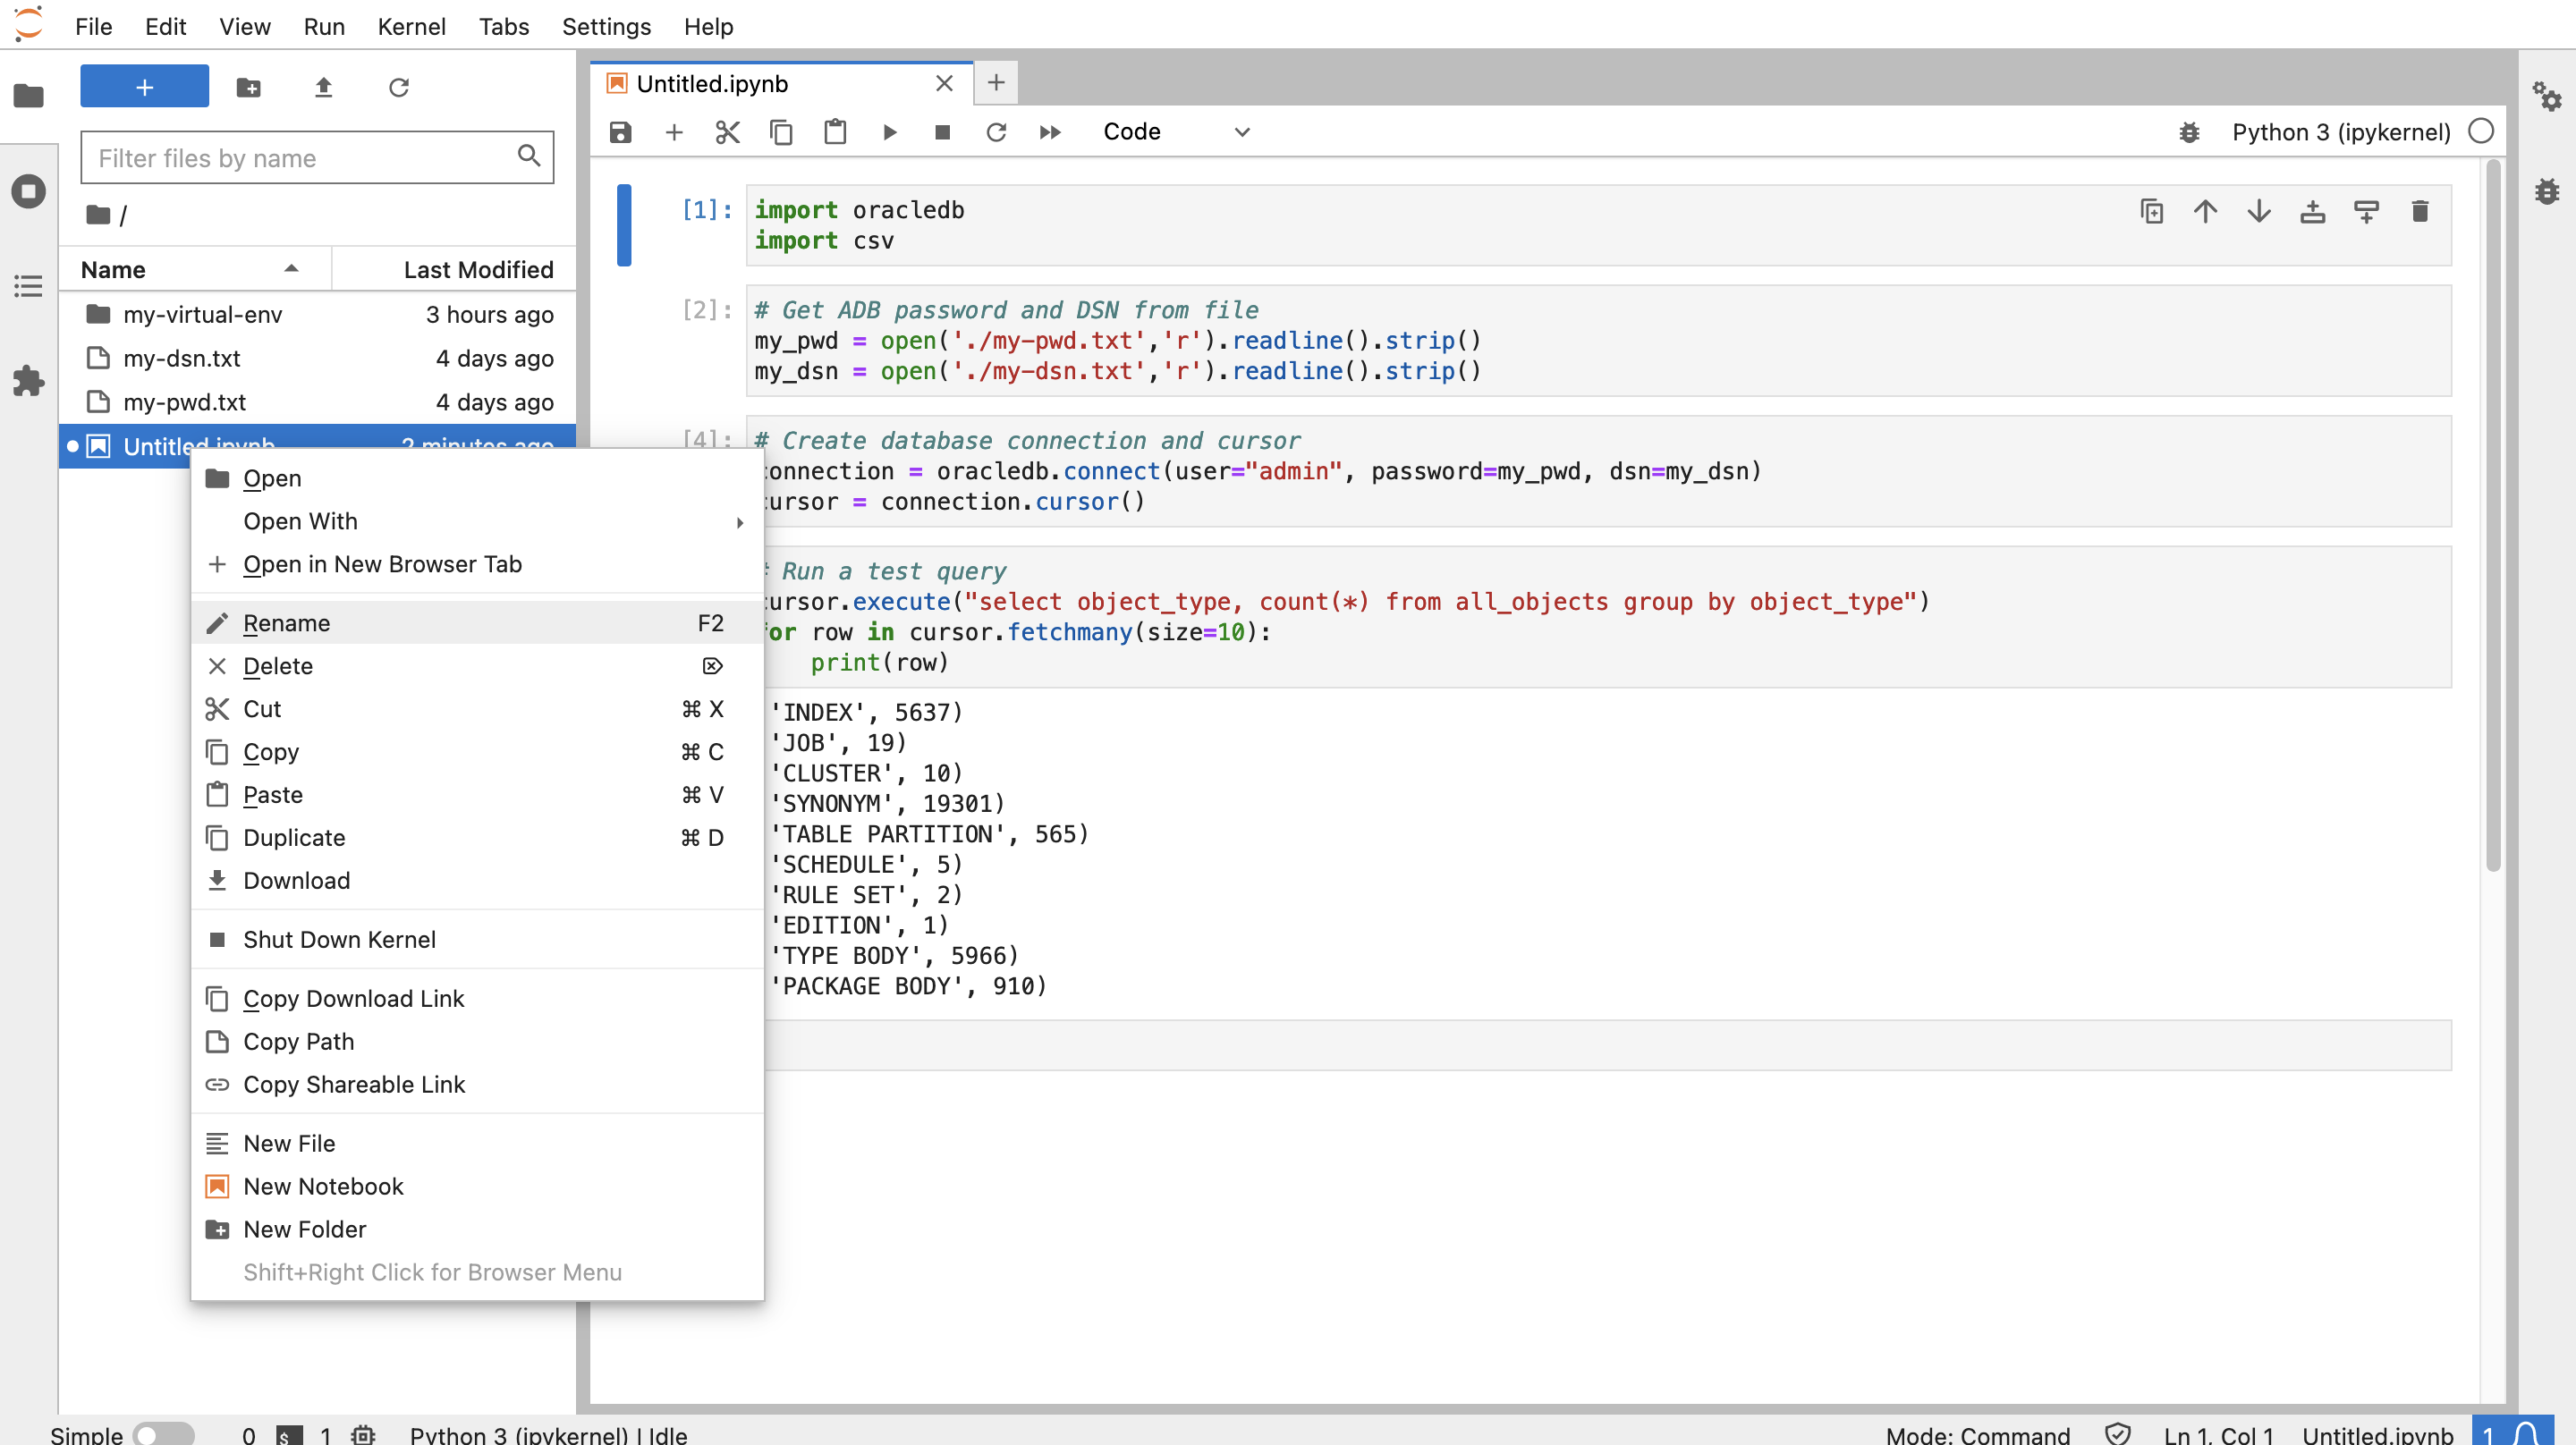 File Edit View Run Kernel Tabs Settings Help
Untitled.ipynb
Filter files by name
Code
Python 3 (ipykernel)
/
Name Last Modified
my-virtual-env 3 hours ago
my-dsn.txt 4 days ago
my-pwd.txt 4 days ago
Untitled.ipynb 2 minutes ago
Open
Open With
Open in New Browser Tab
Rename F2
Delete
Cut ⌘ X
Copy ⌘ C
Paste ⌘ V
Duplicate ⌘ D
Download
Shut Down Kernel
Copy Download Link
Copy Path
Copy Shareable Link
New File
New Notebook
New Folder
Shift+Right Click for Browser Menu
[1]: import oracledb
import csv
[2]: # Get ADB password and DSN from file
my_pwd = open('./my-pwd.txt','r').readline().strip()
my_dsn = open('./my-dsn.txt','r').readline().strip()
[4]: # Create database connection and cursor
onnection = oracledb.connect(user="admin", password=my_pwd, dsn=my_dsn)
ursor = connection.cursor()
# Run a test query
ursor.execute("select object_type, count(*) from all_objects group by object_type")
or row in cursor.fetchmany(size=10):
print(row)
'INDEX', 5637)
'JOB', 19)
'CLUSTER', 10)
'SYNONYM', 19301)
'TABLE PARTITION', 565)
'SCHEDULE', 5)
'RULE SET', 2)
'EDITION', 1)
'TYPE BODY', 5966)
'PACKAGE BODY', 910)
Simple 0 $_ 1 Python 3 (ipykernel) | Idle
Mode: Command Ln 1, Col 1 Untitled.ipynb 1